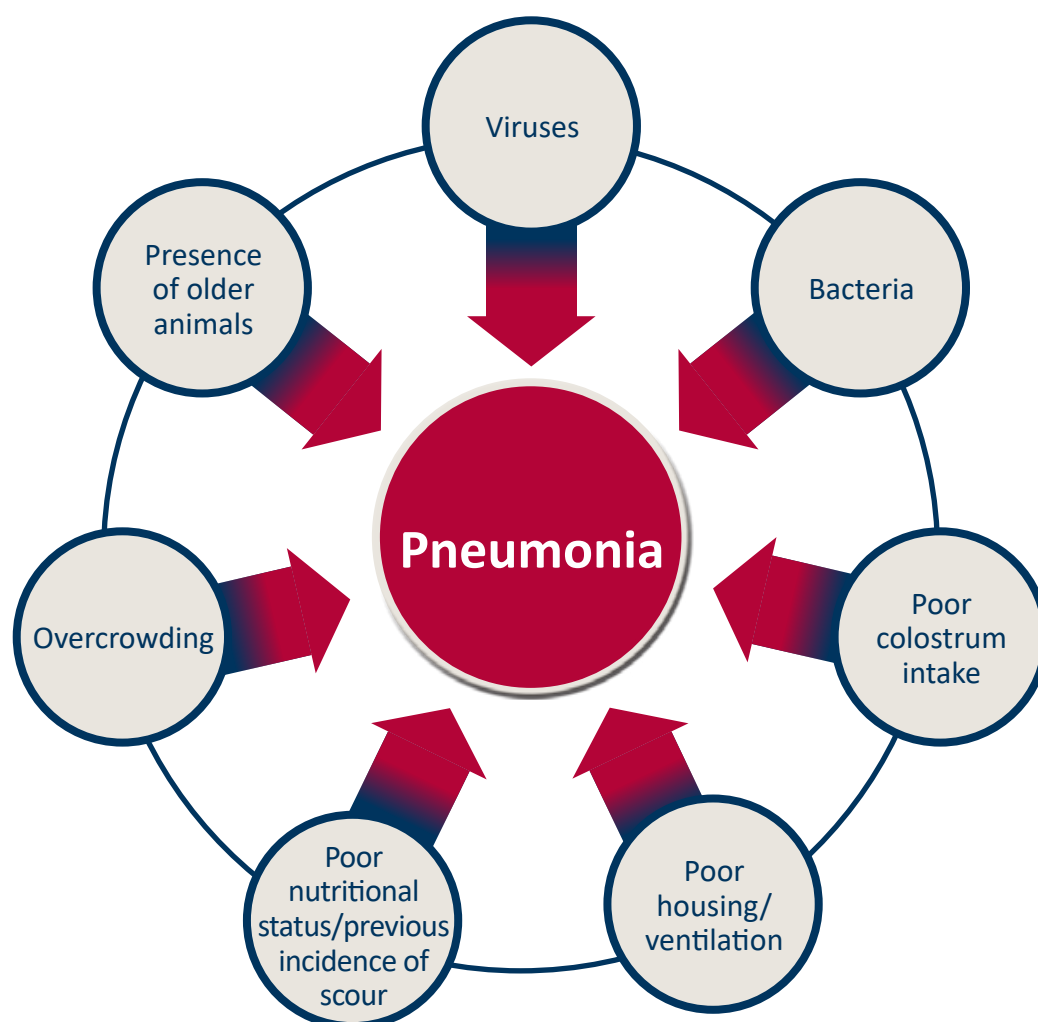 Viruses
Bacteria
Poor
colostrum
intake
Poor
housing/
ventilation
Poor
nutritional
status/previous
incidence of
scour
Overcrowding
Presence
of older
animals
Pneumonia